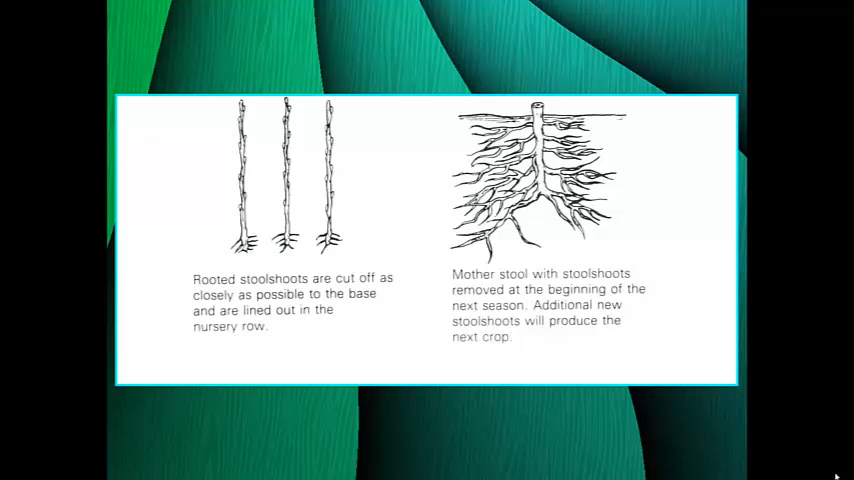 Rooted stoolshoots are cut off as
closely as possible to the base
and are lined out in the
nursery row.
Mother stool with stoolshoots
removed at the beginning of the
next season. Additional new
stoolshoots will produce the
next crop.